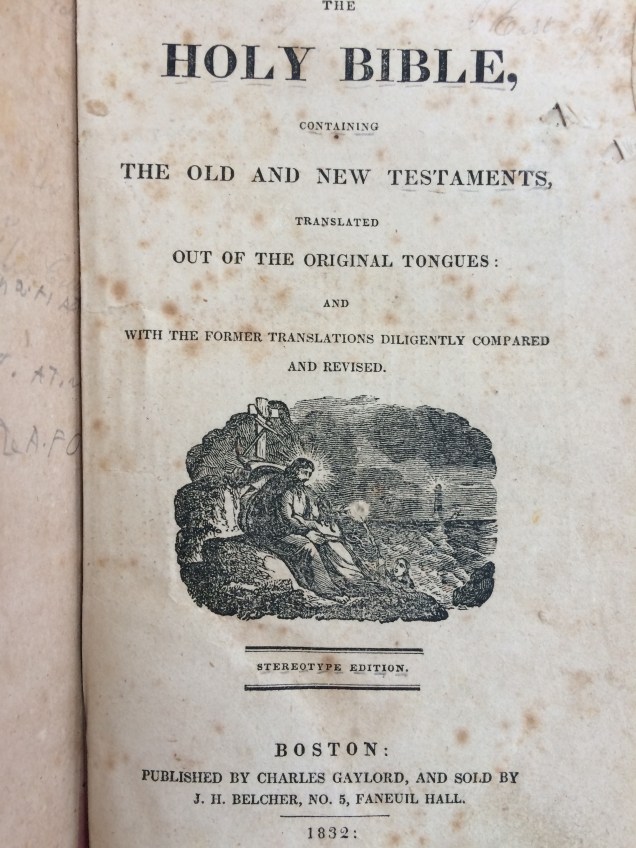 THE
HOLY BIBLE,
CONTAINING
THE OLD AND NEW TESTAMENTS,
TRANSLATED
OUT OF THE ORIGINAL TONGUES:
AND
WITH THE FORMER TRANSLATIONS DILIGENTLY COMPARED
AND REVISED.
STEREOTYPE EDITION.
BOSTON:
PUBLISHED BY CHARLES GAYLORD, AND SOLD BY
J. H. BELCHER, NO. 5, FANEUIL HALL.
1832: